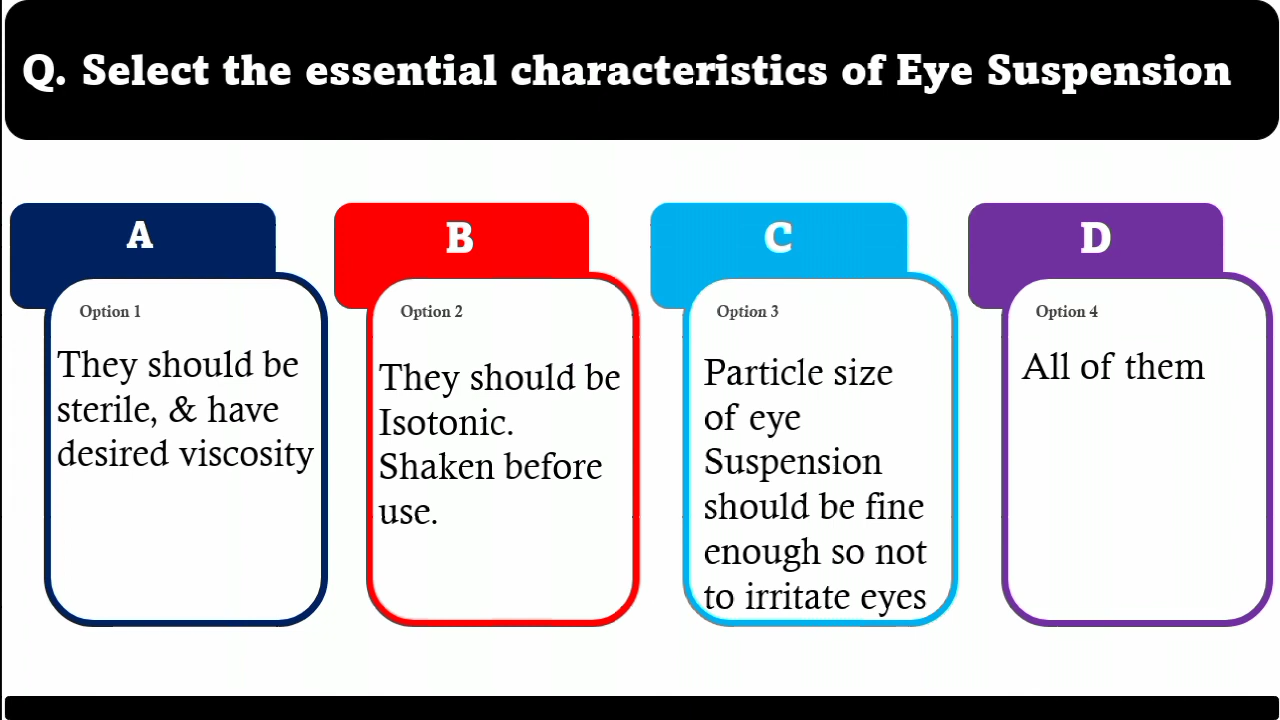 Q. Select the essential characteristics of Eye Suspension
A
Option 1
They should be
sterile, & have
desired viscosity
B
Option 2
They should be
Isotonic.
Shaken before
use.
C
Option 3
Particle size
of eye
Suspension
should be fine
enough so not
to irritate eyes
D
Option 4
All of them